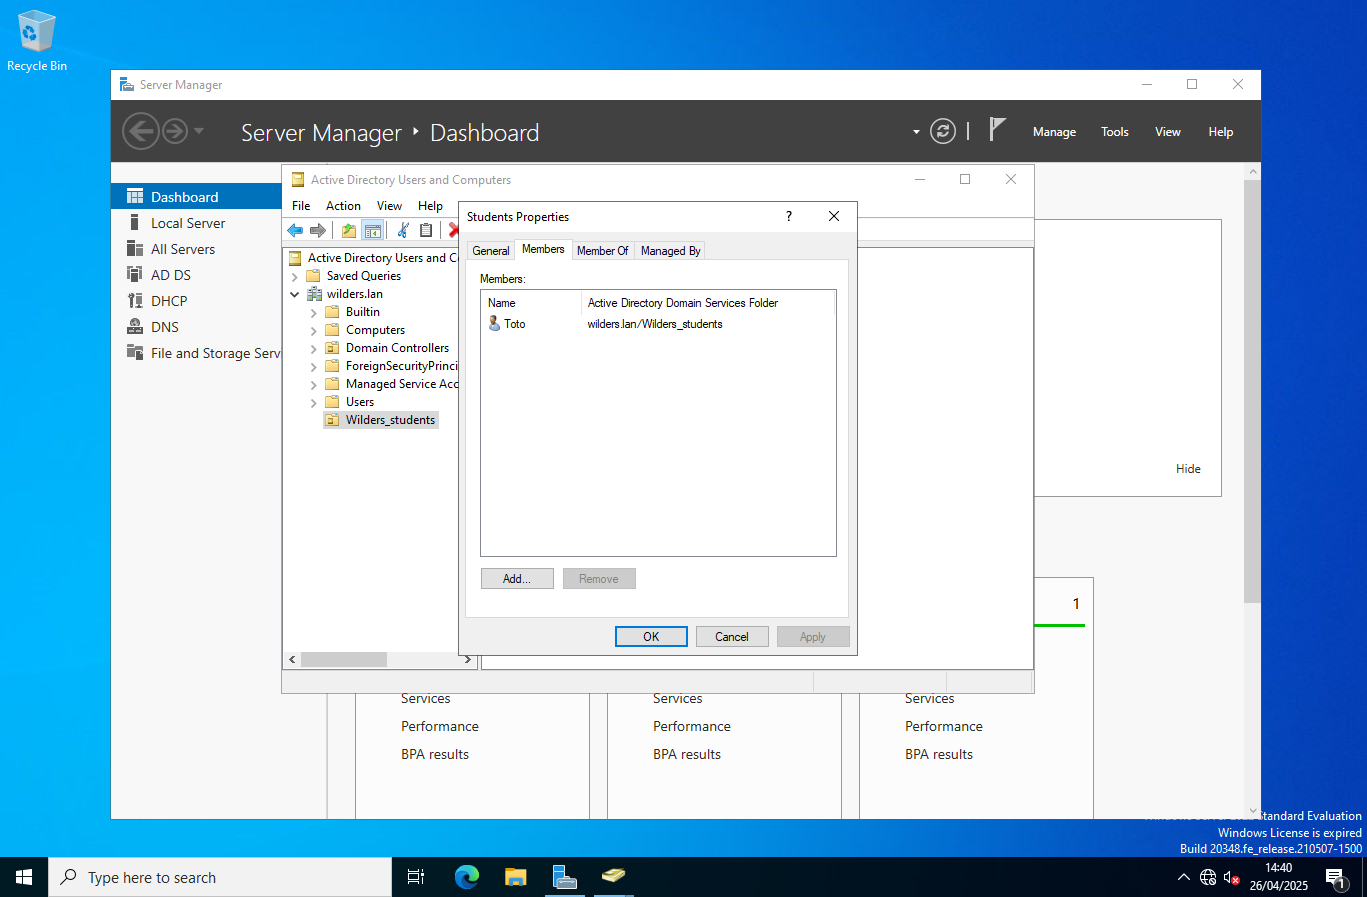 Recycle Bin
Server Manager
Server Manager
Dashboard
Manage
Tools
View
Help
Dashboard
Local Server
All Servers
AD DS
DHCP
DNS
File and Storage Serv
Active Directory Users and Computers
File
Action
View
Help
Active Directory Users and C
Saved Queries
wilders.lan
Builtin
Computers
Domain Controllers
ForeignSecurityPrinci
Managed Service Acc
Users
Wilders_students
Students Properties
?
General
Members
Member Of
Managed By
Members:
Name
Active Directory Domain Services Folder
Toto
wilders.lan/Wilders_students
Add...
Remove
OK
Cancel
Apply
Hide
1
Services
Performance
BPA results
Services
Performance
BPA results
Services
Performance
BPA results
Standard Evaluation
Windows License is expired
Build 20348.fe_release.210507-1500
Type here to search
14:40
26/04/2025
1